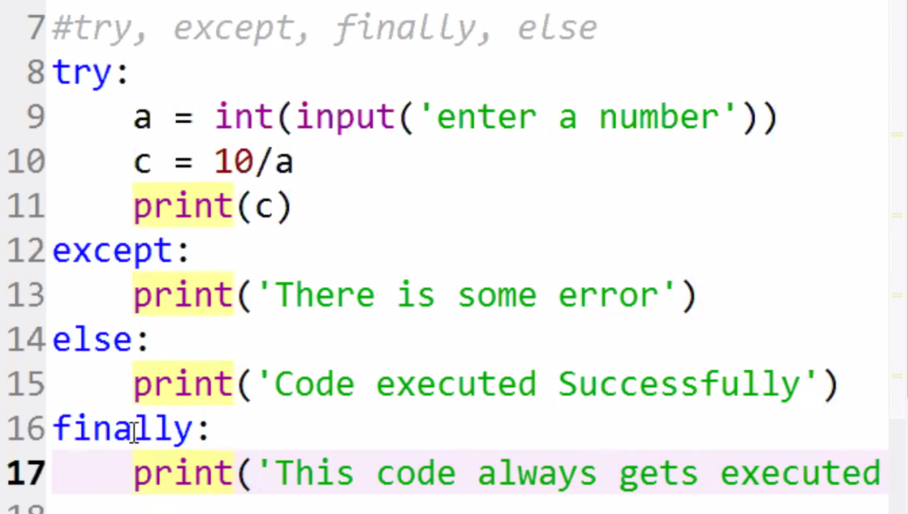 7 #try, except, finally, else
8 try:
9     a = int(input('enter a number'))
10     c = 10/a
11     print(c)
12 except:
13     print('There is some error')
14 else:
15     print('Code executed Successfully')
16 finally:
17     print('This code always gets executed
18